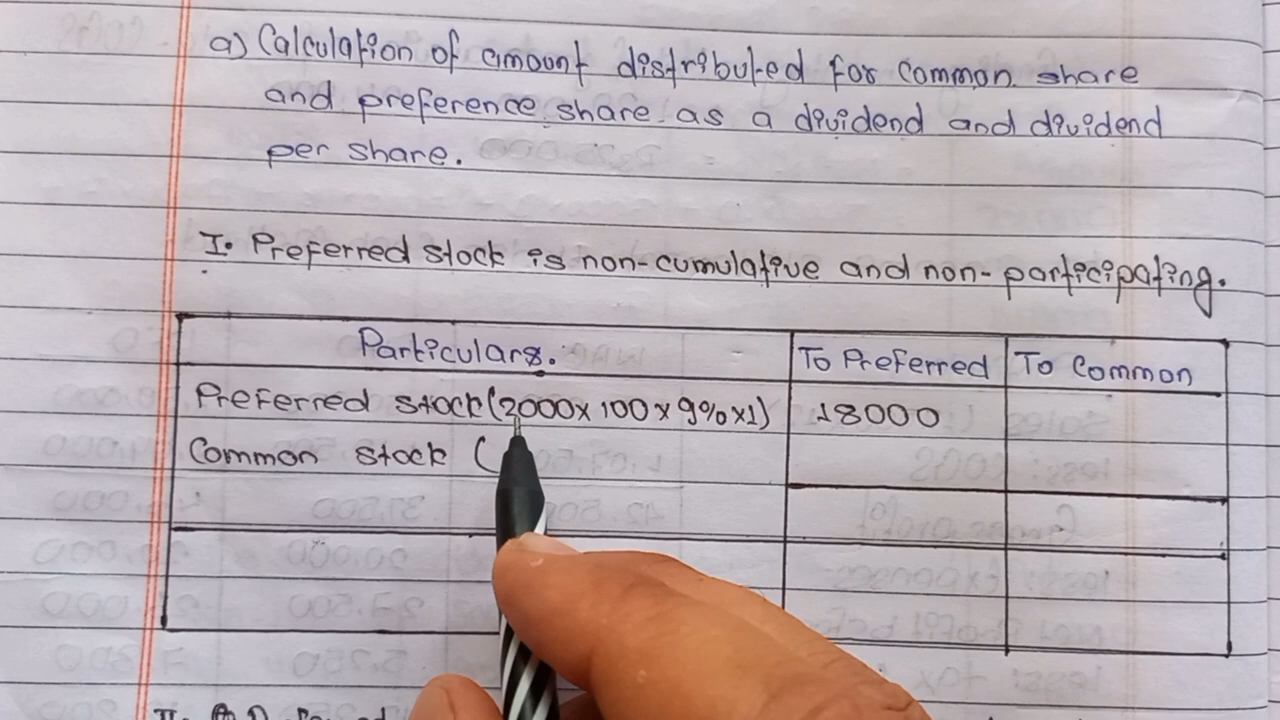 a) Calculation of amount distributed for common share
and preference share as a dividend and dividend
per share.
I. Preferred stock is non-cumulative and non-participating.
Particulars. To Preferred To Common
Preferred stock (2000x 100 x 9% x1) 18000
Common stock (